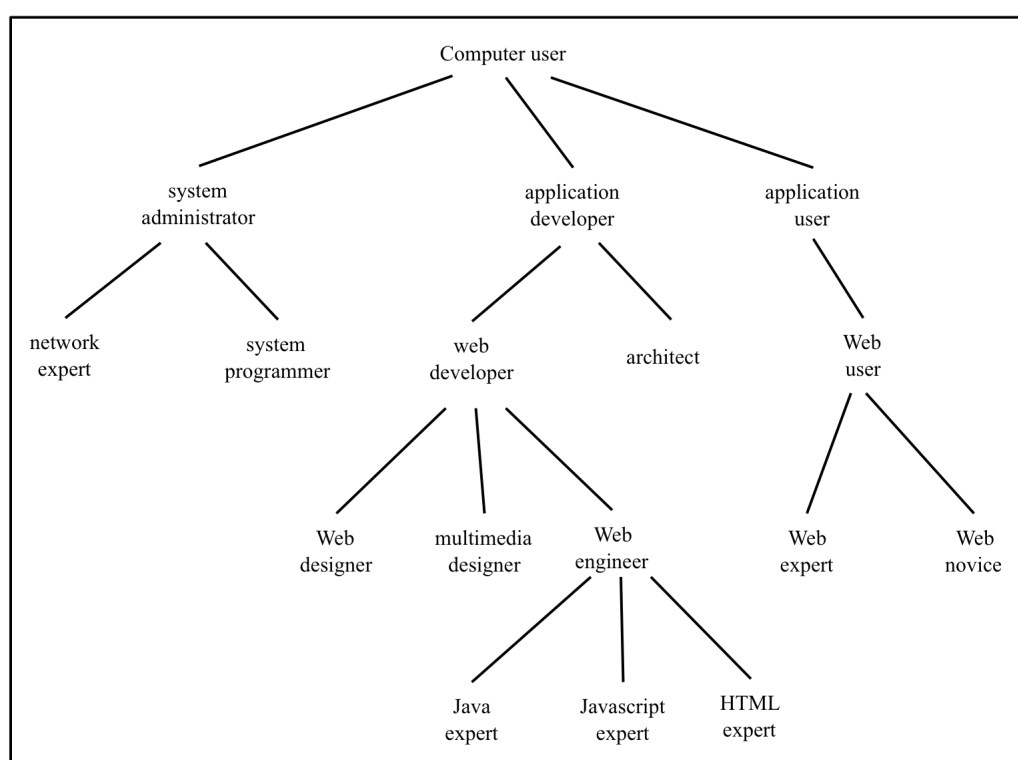 Computer user
system
administrator
application
developer
application
user
network
expert
system
programmer
web
developer
architect
Web
user
Web
designer
multimedia
designer
Web
engineer
Web
expert
Web
novice
Java
expert
Javascript
expert
HTML
expert